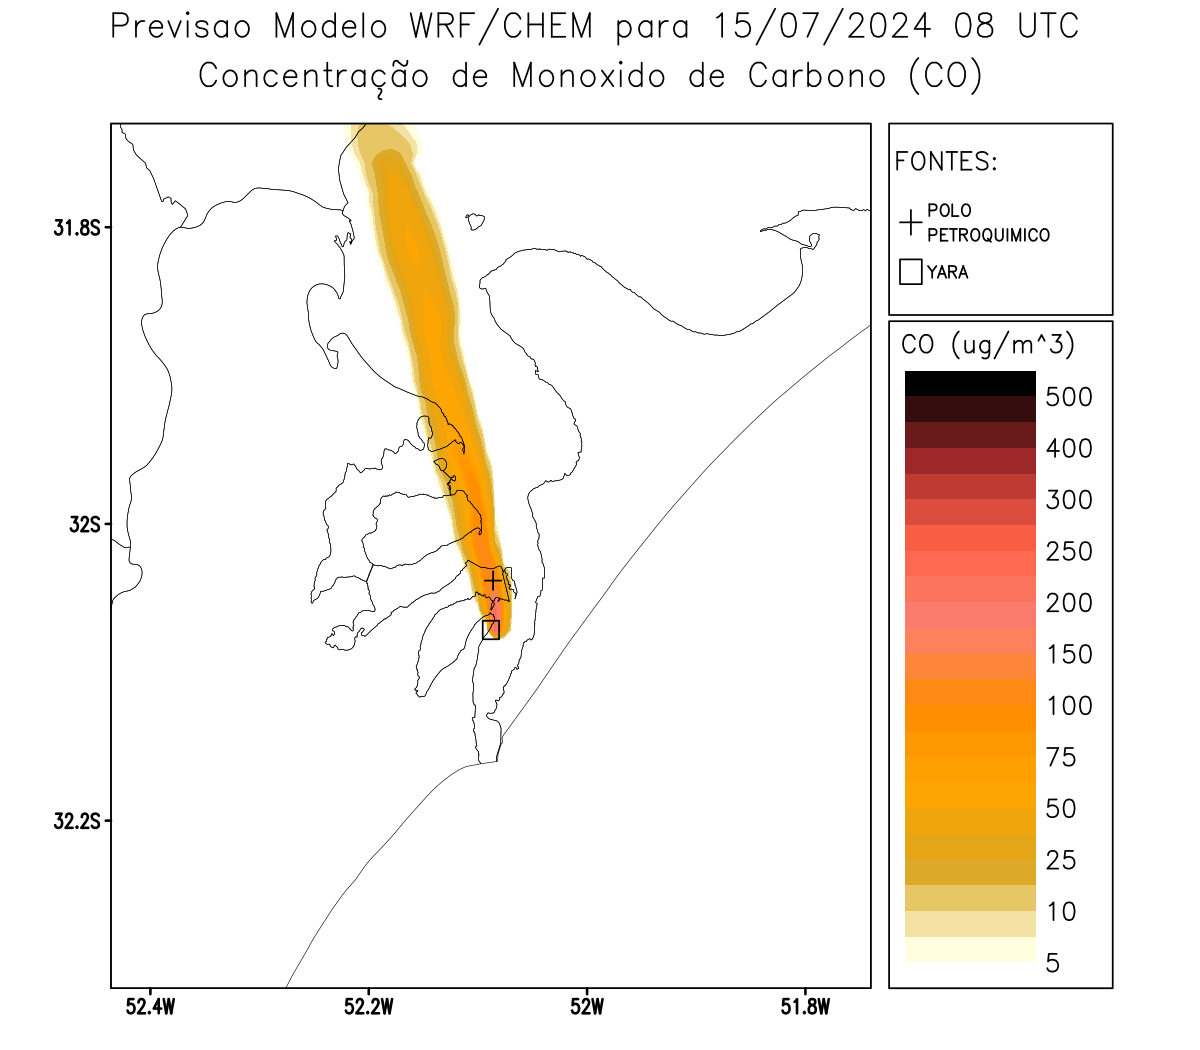 Previsao Modelo WRF/CHEM para 15/07/2024 08 UTC
Concentração de Monoxido de Carbono (CO)
FONTES:
POLO
PETROQUIMICO
YARA
CO (ug/m^3)
500
400
300
250
200
150
100
75
50
25
10
5
31.8S
32S
32.2S
52.4W
52.2W
52W
51.8W